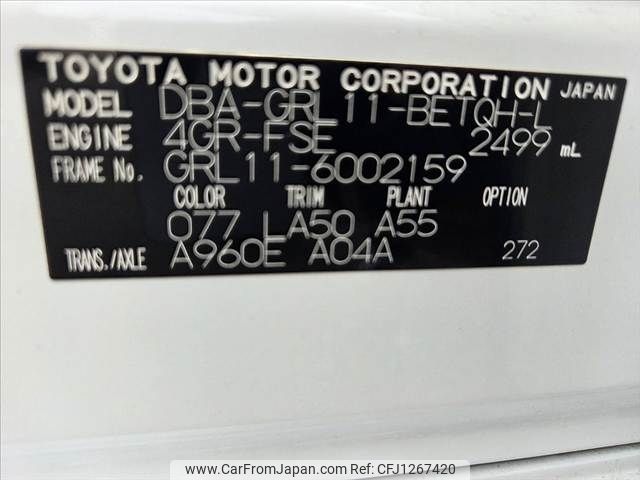 TOYOTA MOTOR CORPORATION JAPAN
MODEL DBA-GRL11-BETQH-L
ENGINE 4GR-FSE 2499 mL
FRAME No. GRL11-6002159
COLOR TRIM PLANT OPTION
077 LA50 A55
TRANS./AXLE A960E A04A 272
www.CarFromJapan.com - CFJ1267420